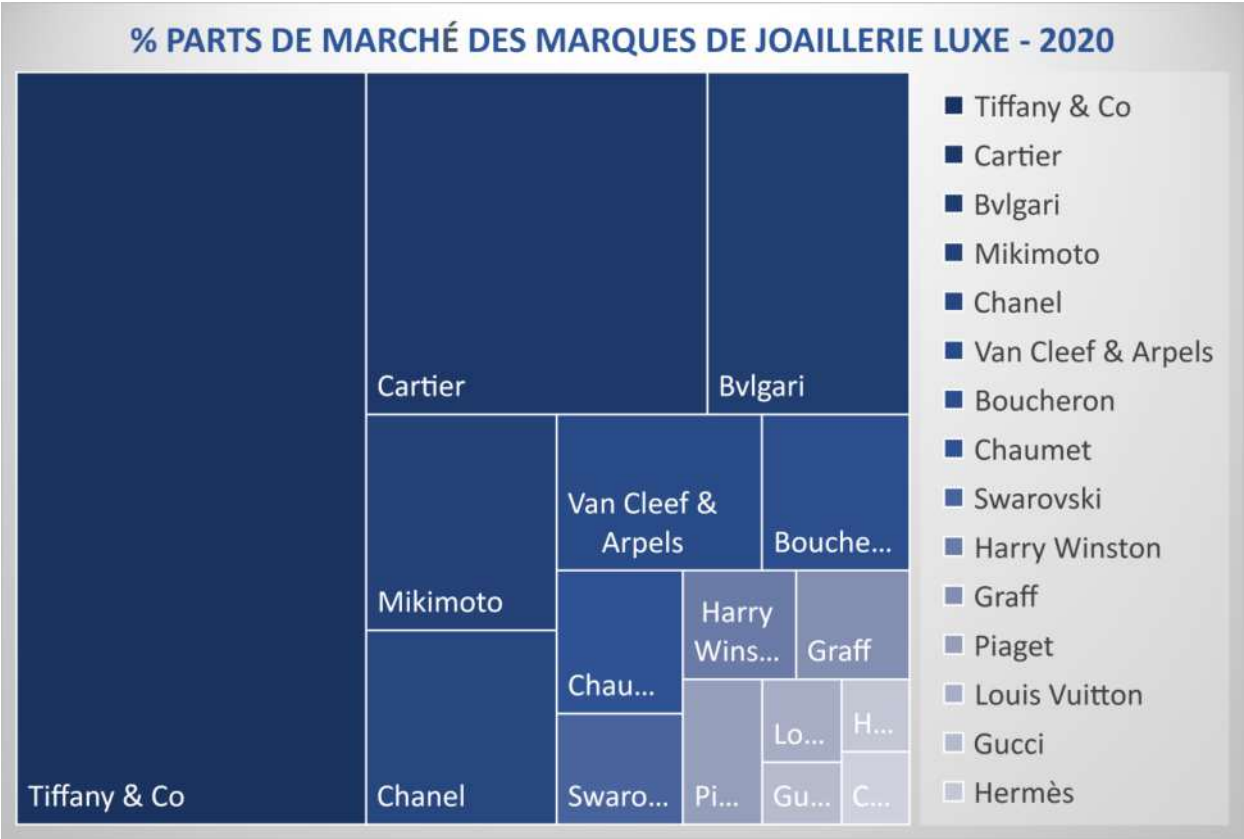 % PARTS DE MARCHÉ DES MARQUES DE JOAILLERIE LUXE - 2020
Tiffany & Co
Cartier
Bvlgari
Mikimoto
Chanel
Van Cleef &
Arpels
Bouche...
Chau...
Swaro...
Harry
Wins...
Graff
Pi...
Lo...
Gu...
H...
C...
Tiffany & Co
Cartier
Bvlgari
Mikimoto
Chanel
Van Cleef & Arpels
Boucheron
Chaumet
Swarovski
Harry Winston
Graff
Piaget
Louis Vuitton
Gucci
Hermès